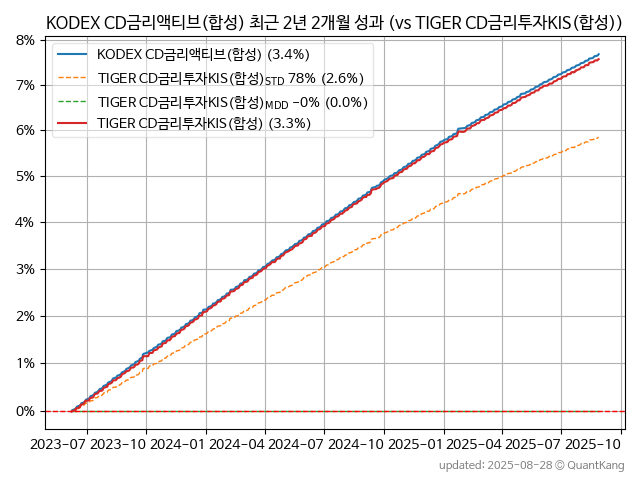 KODEX CD금리액티브(합성) 최근 2년 2개월 성과 (vs TIGER CD금리투자KIS(합성))
8%
KODEX CD금리액티브(합성) (3.4%)
TIGER CD금리투자KIS(합성)STD 78% (2.6%)
TIGER CD금리투자KIS(합성)MDD −0% (0.0%)
TIGER CD금리투자KIS(합성) (3.3%)
7%
6%
5%
4%
3%
2%
1%
0%
2023-07 2023-10 2024-01 2024-04 2024-07 2024-10 2025-01 2025-04 2025-07 2025-10
updated: 2025-08-28 © QuantKang